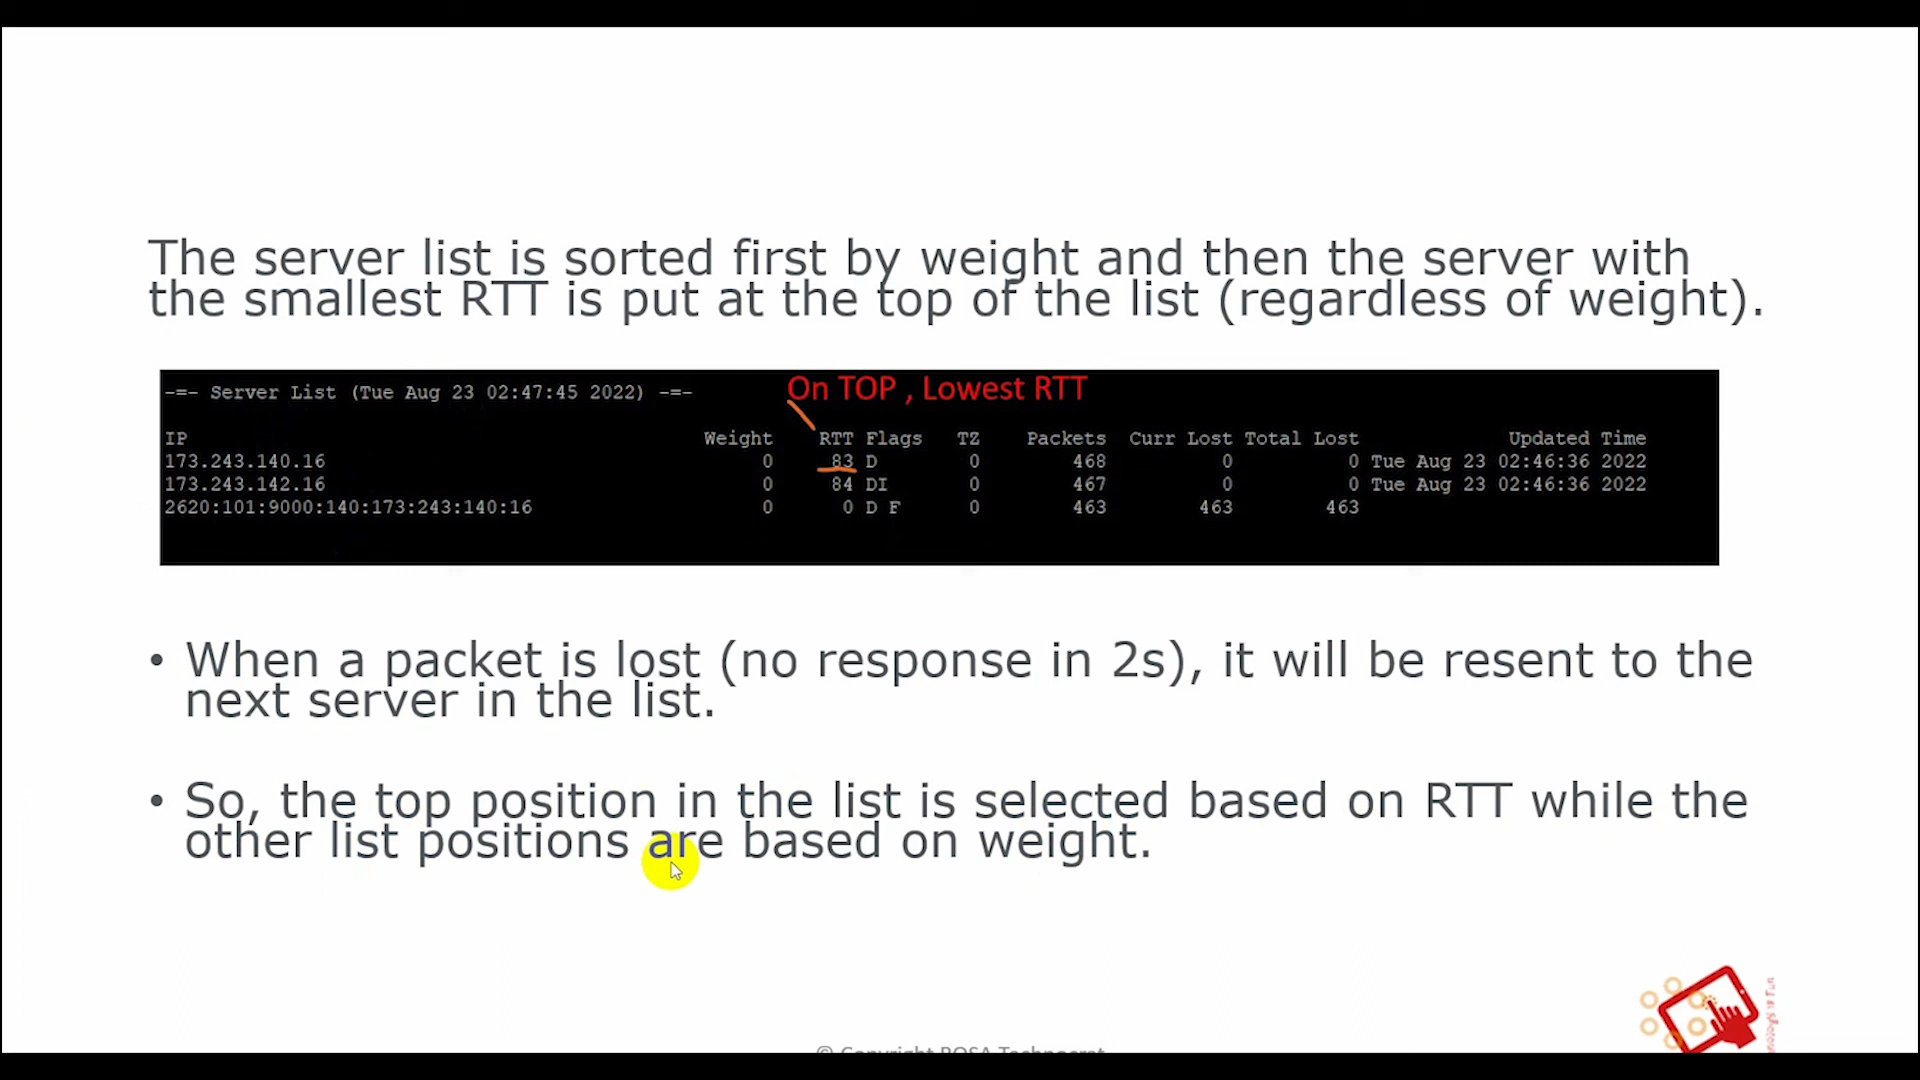 The server list is sorted first by weight and then the server with
the smallest RTT is put at the top of the list (regardless of weight).
-=- Server List (Tue Aug 23 02:47:45 2022) -=-
On TOP , Lowest RTT
IP Weight RTT Flags TZ Packets Curr Lost Total Lost Updated Time
173.243.140.16 0 83 D 0 468 0 0 Tue Aug 23 02:46:36 2022
173.243.142.16 0 84 DI 0 467 0 0 Tue Aug 23 02:46:36 2022
2620:101:9000:140:173:243:140:16 0 0 D F 0 463 463 463
• When a packet is lost (no response in 2s), it will be resent to the
next server in the list.
• So, the top position in the list is selected based on RTT while the
other list positions are based on weight.
© Copyright ROSA Technocrat